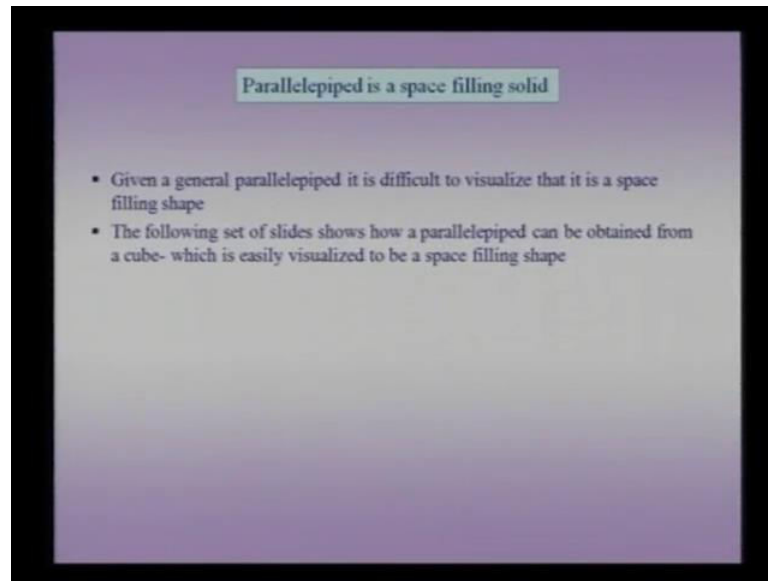 Parallelepiped is a space filling solid
▪ Given a general parallelepiped it is difficult to visualize that it is a space
filling shape
▪ The following set of slides shows how a parallelepiped can be obtained from
a cube- which is easily visualized to be a space filling shape